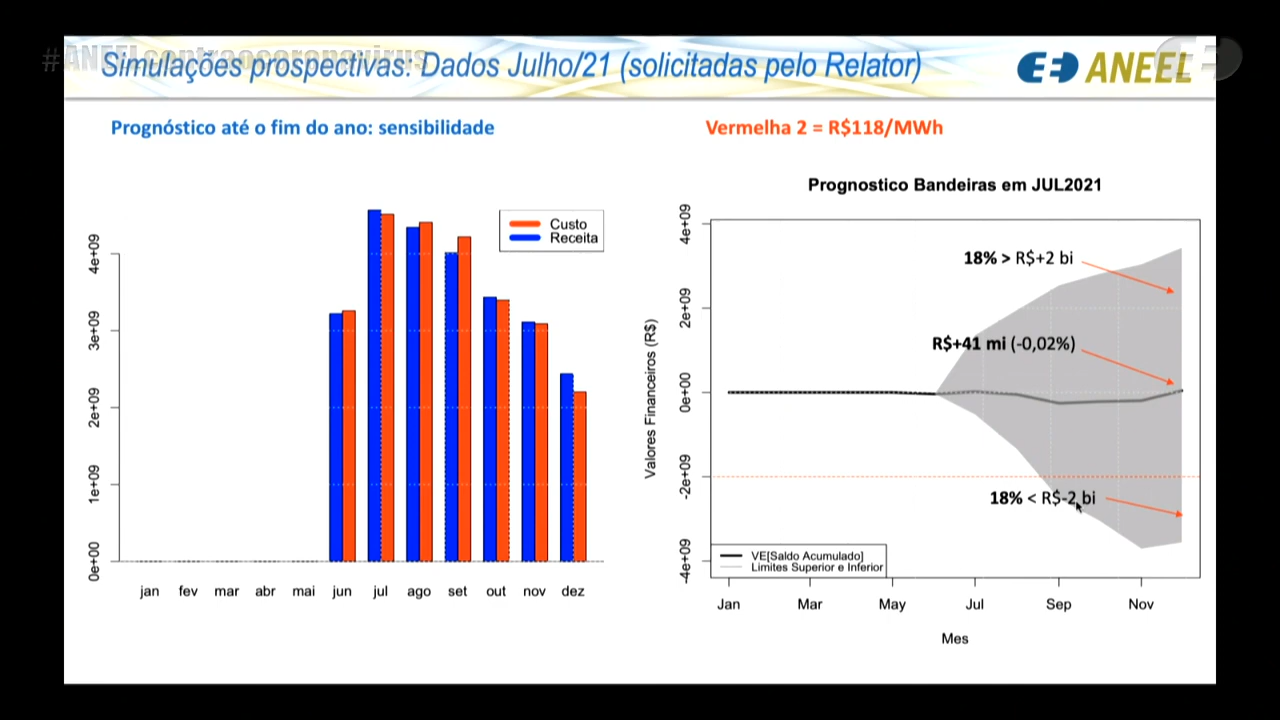 #ANEELcontraocoronavirus
Simulações prospectivas: Dados Julho/21 (solicitadas pelo Relator)
ANEEL
Prognóstico até o fim do ano: sensibilidade
Vermelha 2 = R$118/MWh
Custo
Receita
4e+09
3e+09
2e+09
1e+09
0e+00
jan fev mar abr mai jun jul ago set out nov dez
Prognostico Bandeiras em JUL2021
Valores Financeiros (R$)
4e+09
2e+09
0e+00
-2e+09
-4e+09
18% > R$+2 bi
R$+41 mi (-0,02%)
18% < R$-2 bi
VE[Saldo Acumulado]
Limites Superior e Inferior
Jan Mar May Jul Sep Nov
Mes